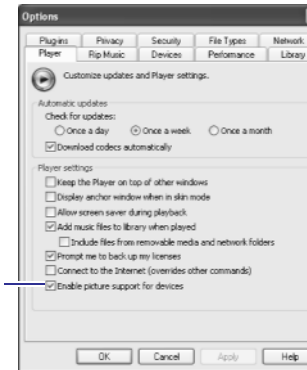 Options
Plug-ins Privacy Security File Types Network
Player Rip Music Devices Performance Library
Customize updates and Player settings.
Automatic updates
Check for updates:
Once a day Once a week Once a month
Download codecs automatically
Player settings
Keep the Player on top of other windows
Display anchor window when in skin mode
Allow screen saver during playback
Add music files to library when played
Include files from removable media and network folders
Prompt me to back up my licenses
Connect to the Internet (overrides other commands)
Enable picture support for devices
OK Cancel Apply Help